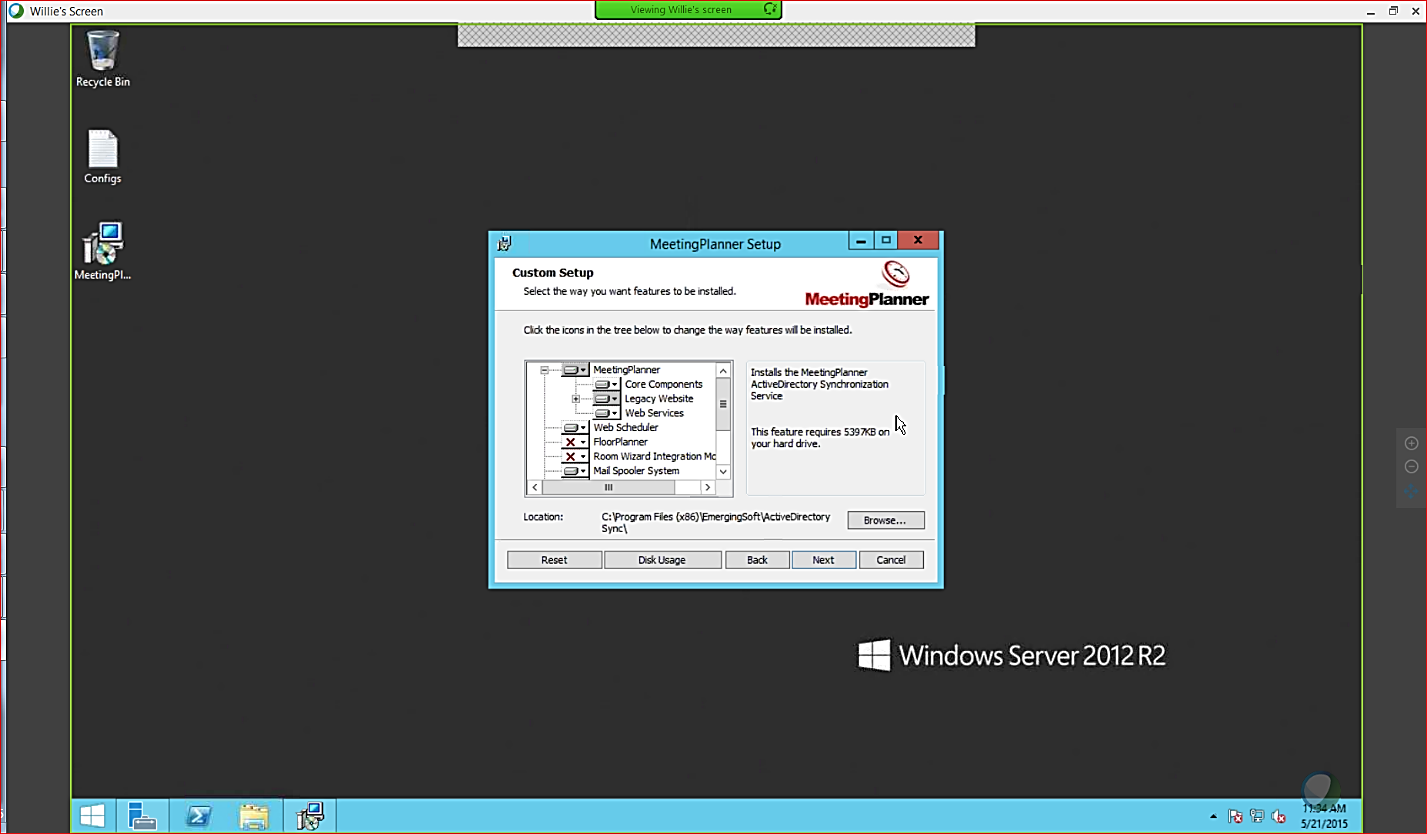 Willie's Screen
Viewing Willie's screen
Recycle Bin
Configs
MeetingPl...
MeetingPlanner Setup
Custom Setup
Select the way you want features to be installed.
MeetingPlanner
Click the icons in the tree below to change the way features will be installed.
MeetingPlanner
Core Components
Legacy Website
Web Services
Web Scheduler
FloorPlanner
Room Wizard Integration Mo
Mail Spooler System
Installs the MeetingPlanner
ActiveDirectory Synchronization
Service
This feature requires 5397KB on
your hard drive.
Location:
C:\Program Files (x86)\EmergingSoft\ActiveDirectory
Sync\
Browse...
Reset
Disk Usage
Back
Next
Cancel
Windows Server 2012 R2
11:34 AM
5/21/2015